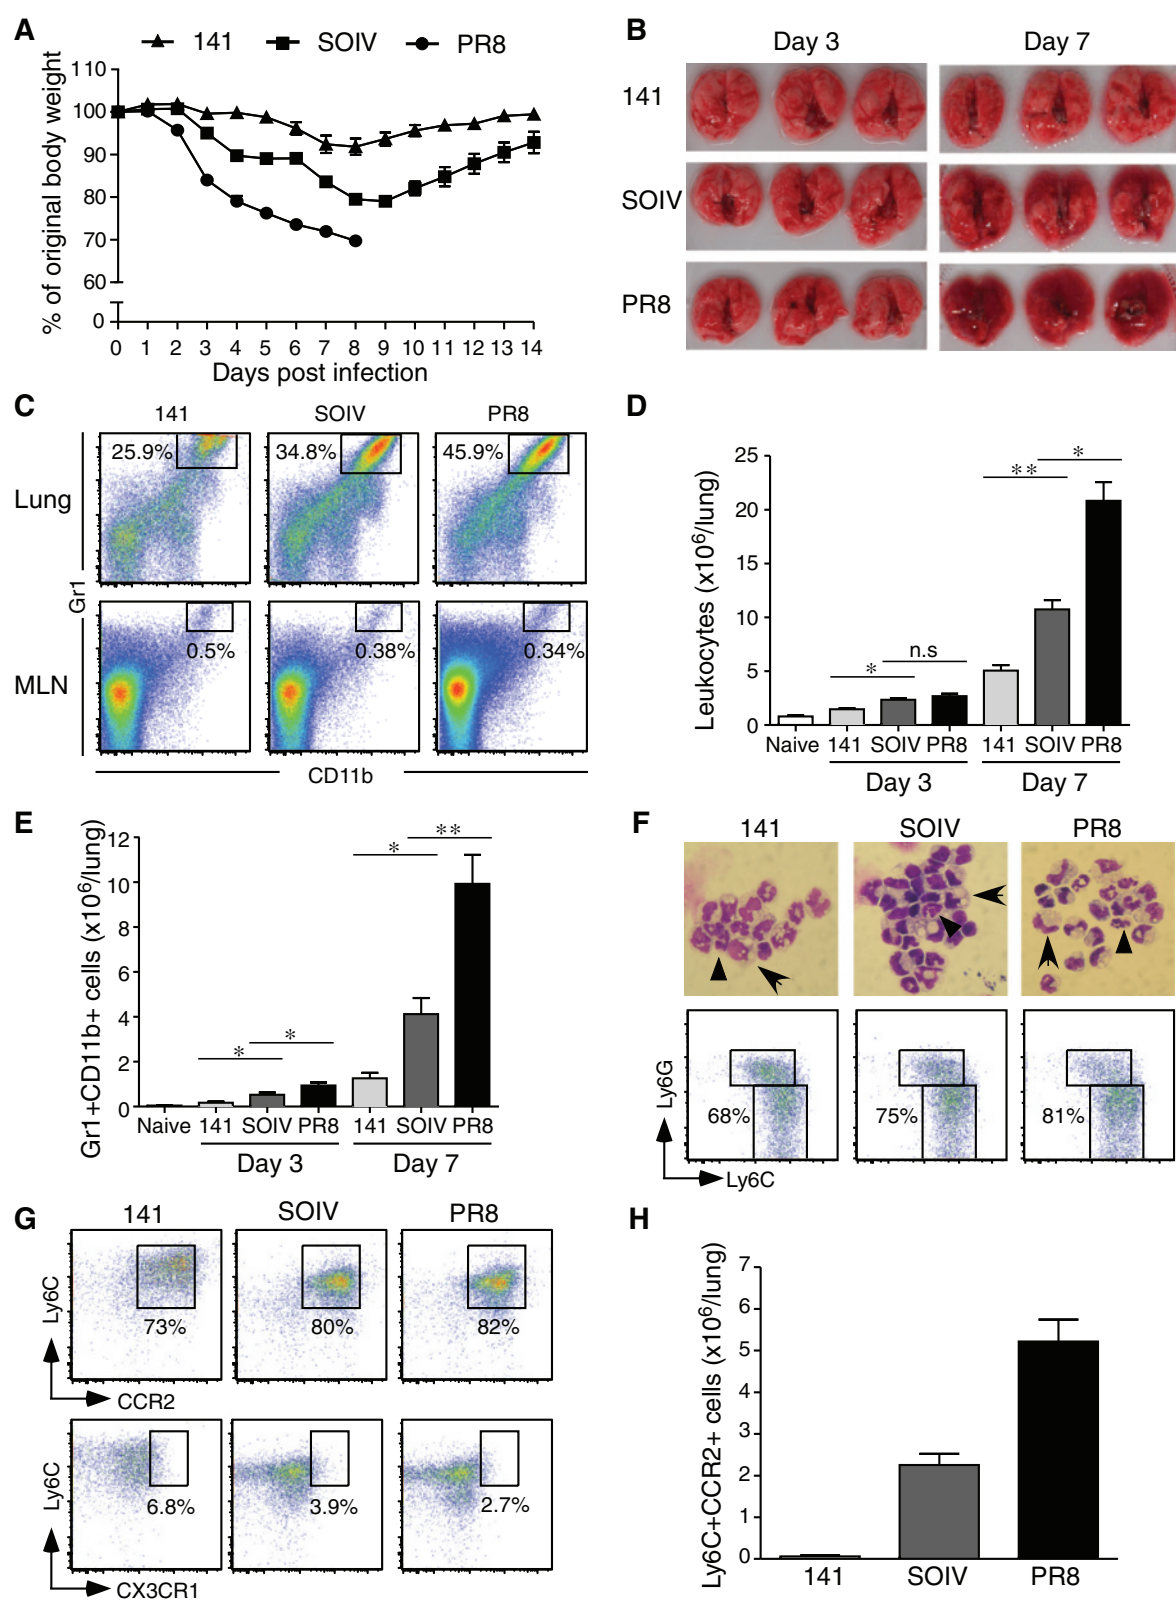 A
141 SOIV PR8
% of original body weight
110
100
90
80
70
60
0
0 1 2 3 4 5 6 7 8 9 10 11 12 13 14
Days post infection
B
Day 3 Day 7
141
SOIV
PR8
C
141 SOIV PR8
Lung
25.9% 34.8% 45.9%
Gr1
MLN
0.5% 0.38% 0.34%
CD11b
D
Leukocytes (x10⁶/lung)
25
20
15
10
5
0
* n.s ** *
Naive 141 SOIV PR8 141 SOIV PR8
Day 3 Day 7
E
Gr1+CD11b+ cells (x10⁶/lung)
12
10
8
6
4
2
0
* * * **
Naive 141 SOIV PR8 141 SOIV PR8
Day 3 Day 7
F
141 SOIV PR8
Ly6G
68% 75% 81%
Ly6C
G
141 SOIV PR8
Ly6C
73% 80% 82%
CCR2
Ly6C
6.8% 3.9% 2.7%
CX3CR1
H
Ly6C+CCR2+ cells (x10⁶/lung)
7
6
5
4
3
2
1
0
141 SOIV PR8